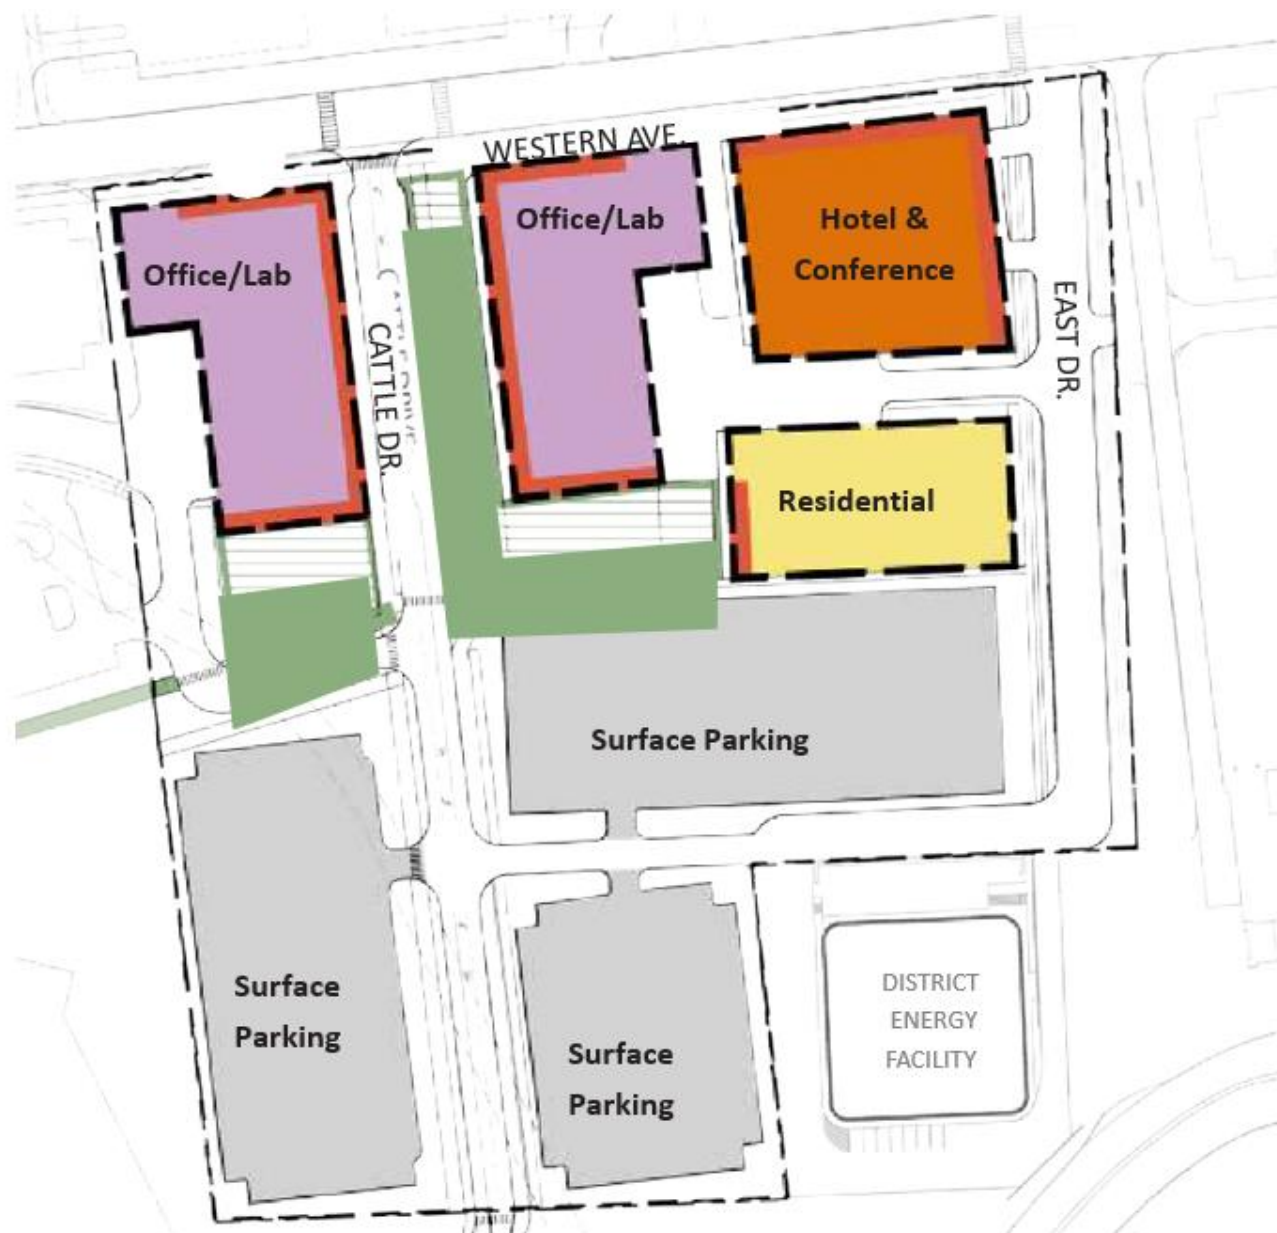 WESTERN AVE.
Office/Lab
Office/Lab
Hotel &
Conference
CATTLE DR.
EAST DR.
Residential
Surface Parking
Surface
Parking
Surface
Parking
DISTRICT
ENERGY
FACILITY